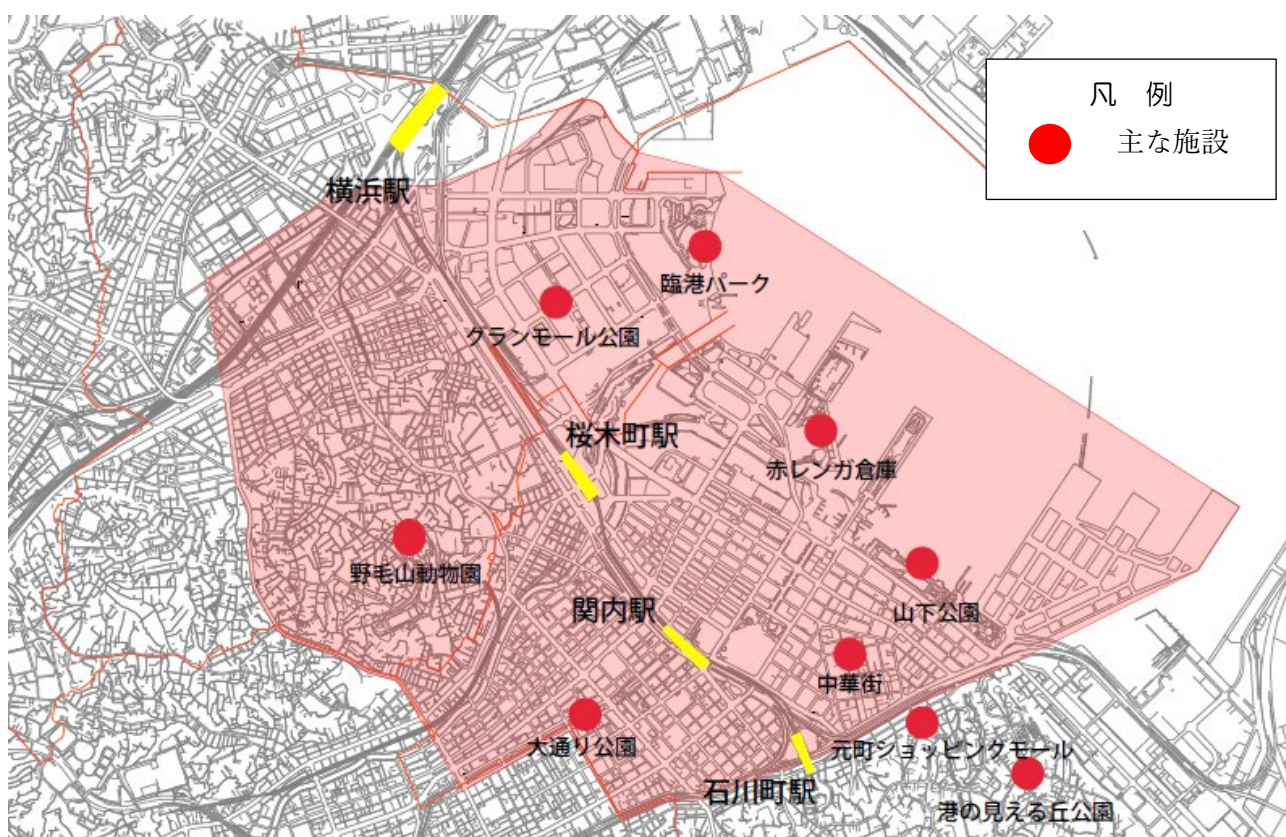 凡 例
主な施設
横浜駅
臨港パーク
グランモール公園
桜木町駅
赤レンガ倉庫
野毛山動物園
関内駅
山下公園
中華街
大通り公園
元町ショッピングモール
石川町駅
港の見える丘公園